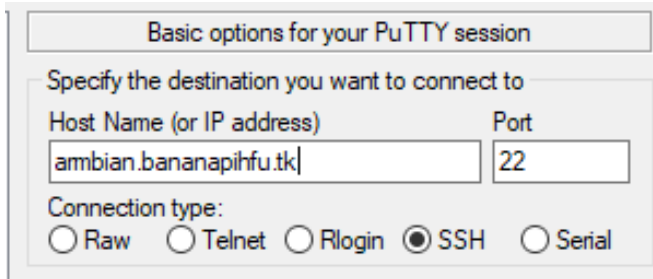 Basic options for your PuTTY session
Specify the destination you want to connect to
Host Name (or IP address) Port
armbian.bananapihfu.tk 22
Connection type:
Raw Telnet Rlogin SSH Serial